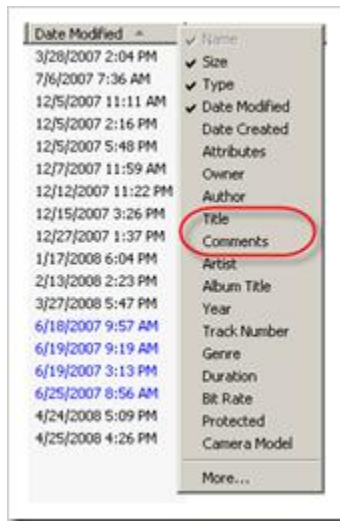 Date Modified
3/28/2007 2:04 PM
7/6/2007 7:36 AM
12/5/2007 11:11 AM
12/5/2007 2:16 PM
12/5/2007 5:48 PM
12/7/2007 11:59 AM
12/12/2007 11:22 PM
12/15/2007 3:26 PM
12/27/2007 1:37 PM
1/17/2008 6:04 PM
2/13/2008 2:23 PM
3/27/2008 5:47 PM
6/18/2007 9:57 AM
6/19/2007 9:19 AM
6/19/2007 3:13 PM
6/25/2007 8:56 AM
4/24/2008 5:09 PM
4/25/2008 4:26 PM
Name
Size
Type
Date Modified
Date Created
Attributes
Owner
Author
Title
Comments
Artist
Album Title
Year
Track Number
Genre
Duration
Bit Rate
Protected
Camera Model
More...